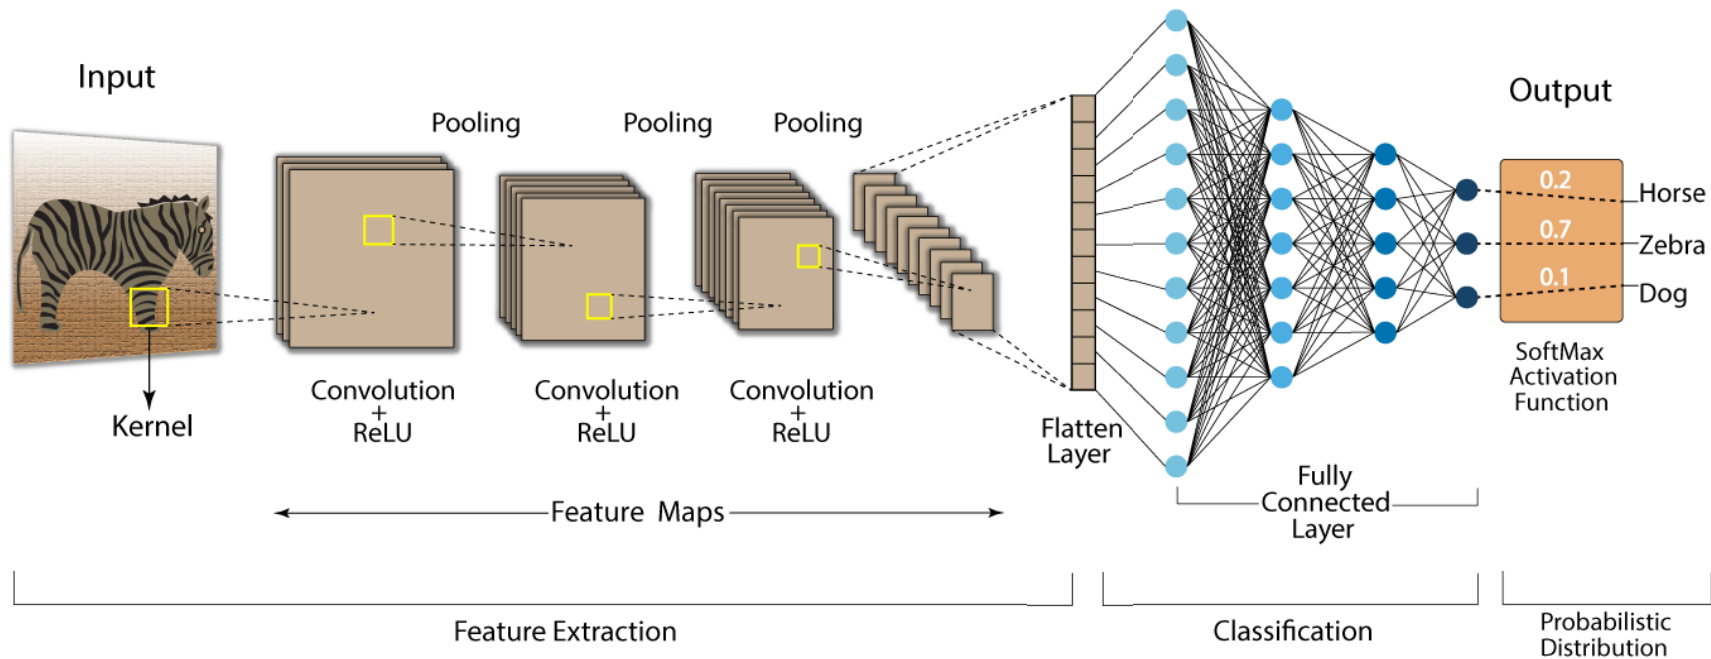 Input
Kernel
Pooling
Pooling
Pooling
Convolution
+
ReLU
Convolution
+
ReLU
Convolution
+
ReLU
Feature Maps
Flatten
Layer
Fully
Connected
Layer
Output
0.2
Horse
0.7
Zebra
0.1
Dog
SoftMax
Activation
Function
Feature Extraction
Classification
Probabilistic
Distribution